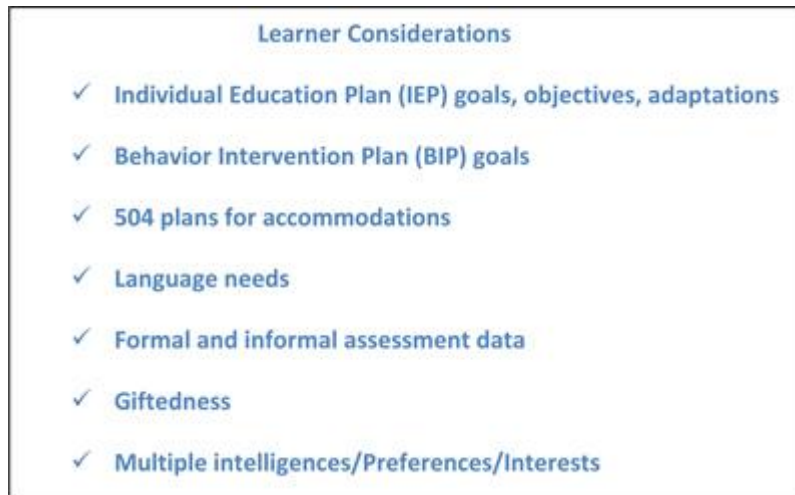 Learner Considerations
✓ Individual Education Plan (IEP) goals, objectives, adaptations
✓ Behavior Intervention Plan (BIP) goals
✓ 504 plans for accommodations
✓ Language needs
✓ Formal and informal assessment data
✓ Giftedness
✓ Multiple intelligences/Preferences/Interests